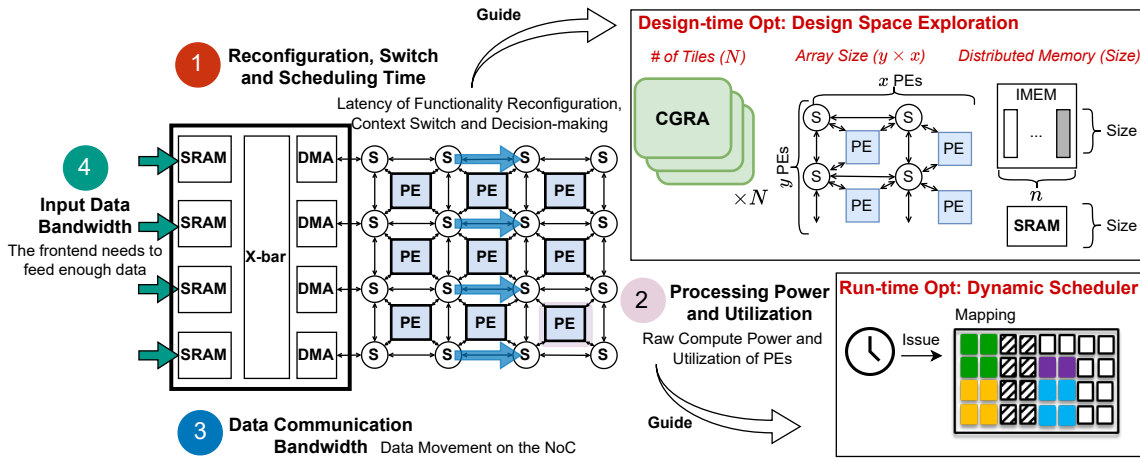 Guide
1
Reconfiguration, Switch
and Scheduling Time
Latency of Functionality Reconfiguration,
Context Switch and Decision-making
4
Input Data
Bandwidth
The frontend needs to
feed enough data
SRAM
SRAM
SRAM
SRAM
X-bar
DMA
DMA
DMA
DMA
S S S S
PE PE PE
S S S S
PE PE PE
S S S S
PE PE PE
S S S S
3
Data Communication
Bandwidth Data Movement on the NoC
Design-time Opt: Design Space Exploration
# of Tiles (N)
CGRA
×N
Array Size (y × x)
x PEs
y PEs
S S
PE PE
S S
PE PE
Distributed Memory (Size)
IMEM
...
Size
n
SRAM
Size
2
Processing Power
and Utilization
Raw Compute Power and
Utilization of PEs
Guide
Run-time Opt: Dynamic Scheduler
Mapping
Issue